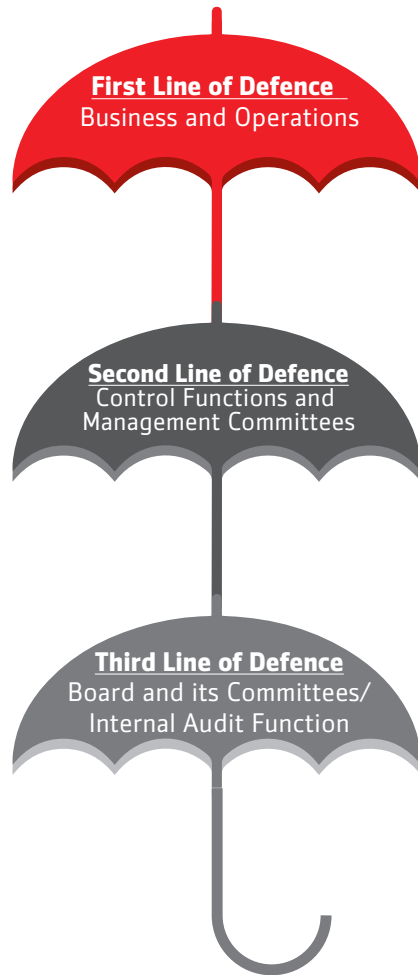 First Line of Defence
Business and Operations
Second Line of Defence
Control Functions and
Management Committees
Third Line of Defence
Board and its Committees/
Internal Audit Function